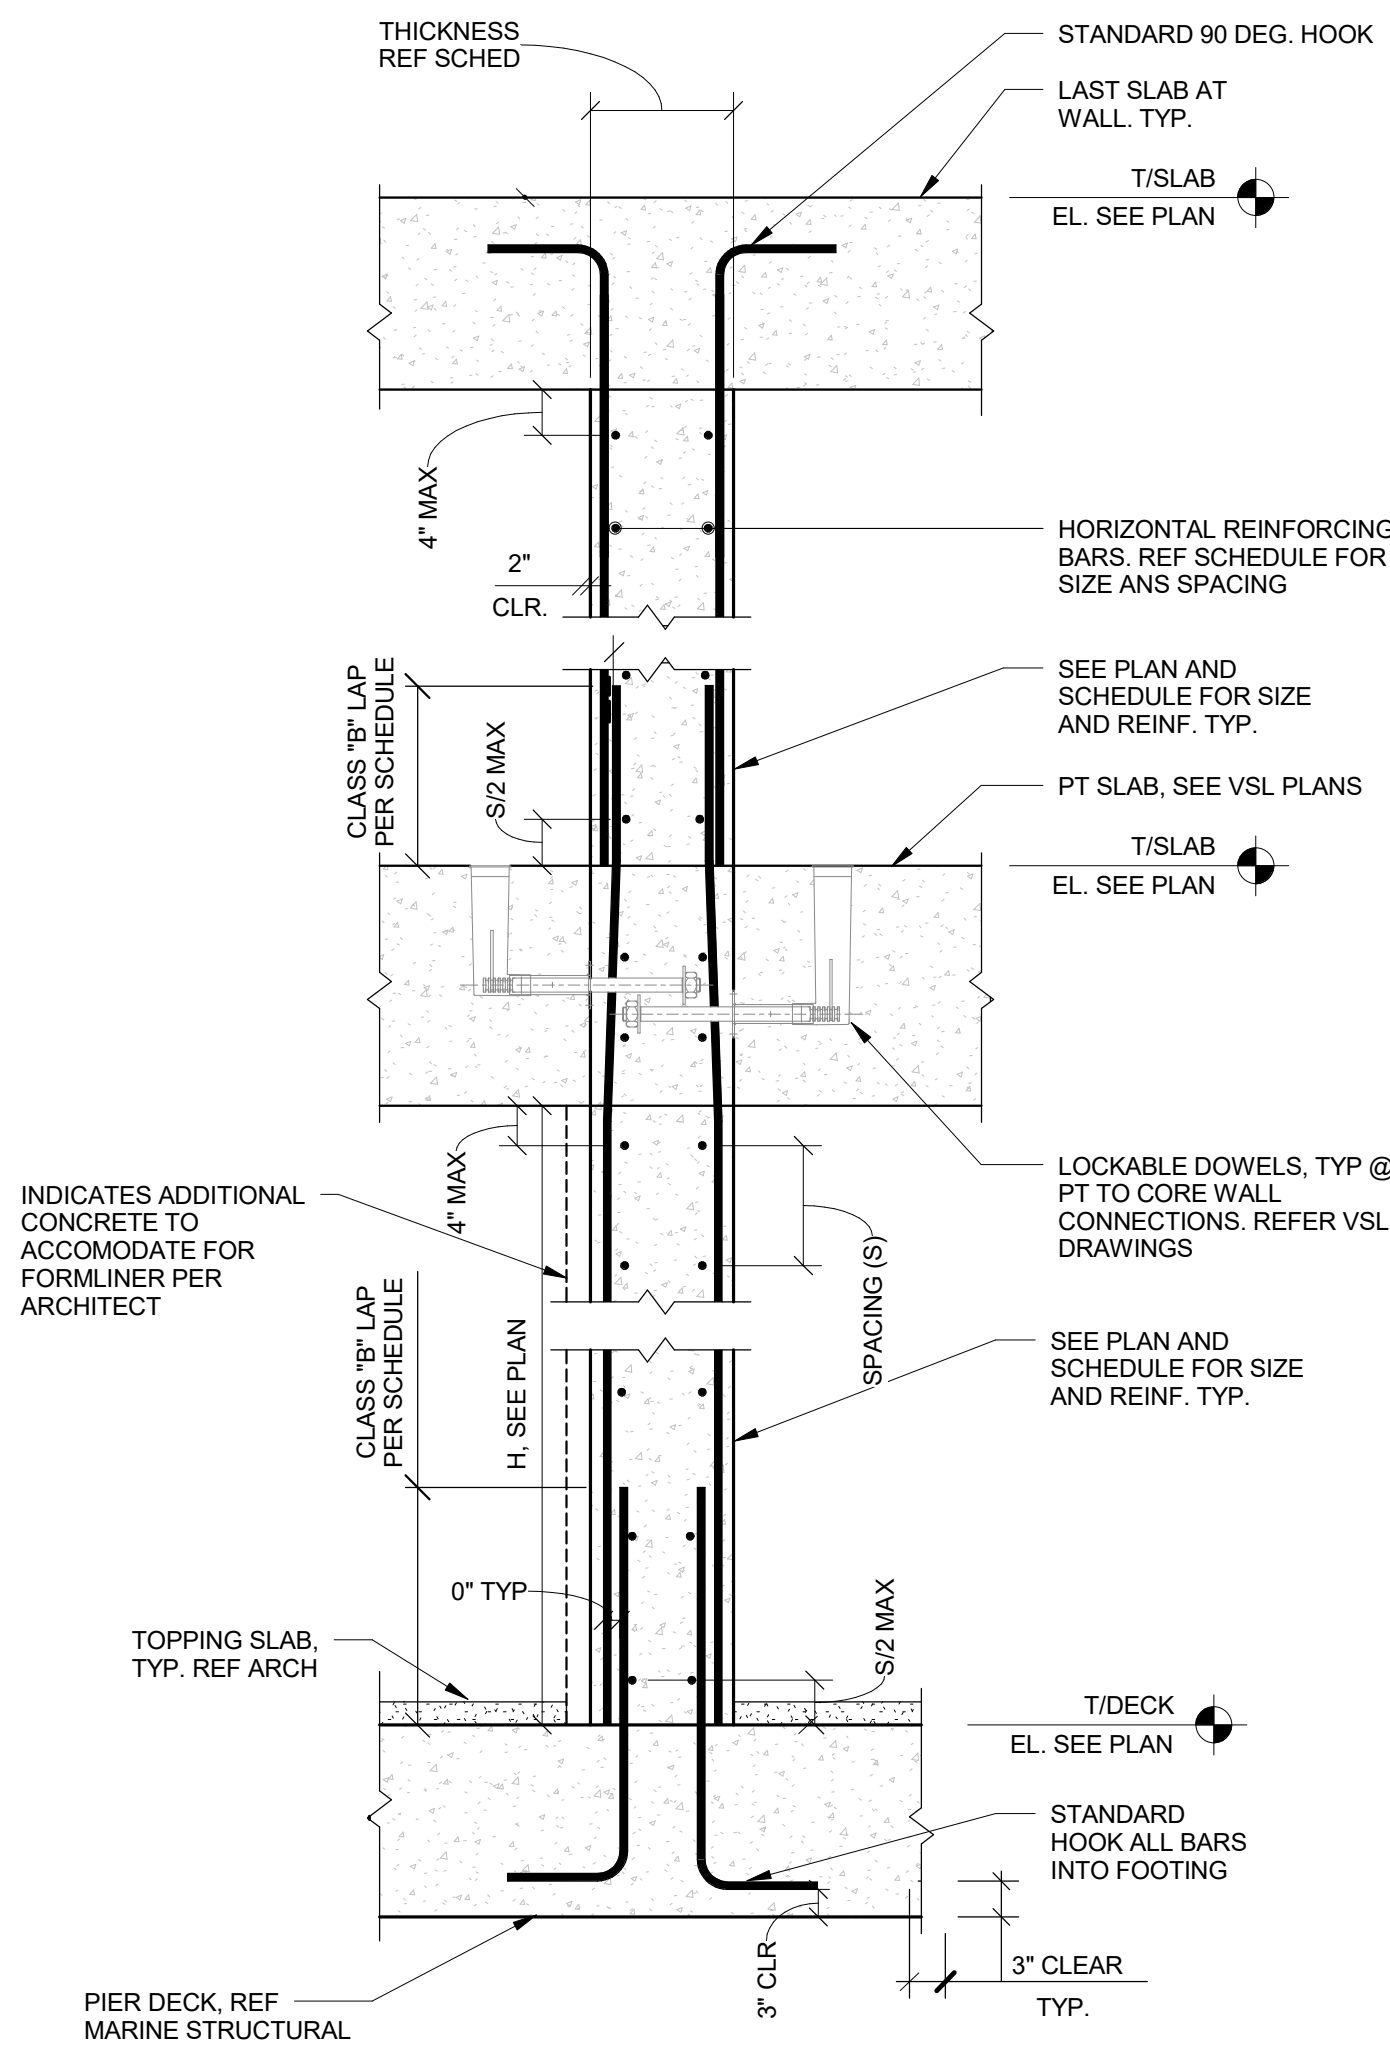 THICKNESS
REF SCHED
STANDARD 90 DEG. HOOK
LAST SLAB AT
WALL. TYP.
T/SLAB
EL. SEE PLAN
4" MAX
2"
CLR.
HORIZONTAL REINFORCING
BARS. REF SCHEDULE FOR
SIZE ANS SPACING
CLASS "B" LAP
PER SCHEDULE
S/2 MAX
SEE PLAN AND
SCHEDULE FOR SIZE
AND REINF. TYP.
PT SLAB, SEE VSL PLANS
T/SLAB
EL. SEE PLAN
4" MAX
INDICATES ADDITIONAL
CONCRETE TO
ACCOMODATE FOR
FORMLINER PER
ARCHITECT
LOCKABLE DOWELS, TYP @
PT TO CORE WALL
CONNECTIONS. REFER VSL
DRAWINGS
SPACING (S)
CLASS "B" LAP
PER SCHEDULE
H, SEE PLAN
SEE PLAN AND
SCHEDULE FOR SIZE
AND REINF. TYP.
0" TYP
S/2 MAX
TOPPING SLAB,
TYP. REF ARCH
T/DECK
EL. SEE PLAN
STANDARD
HOOK ALL BARS
INTO FOOTING
3" CLR
3" CLEAR
TYP.
PIER DECK, REF
MARINE STRUCTURAL